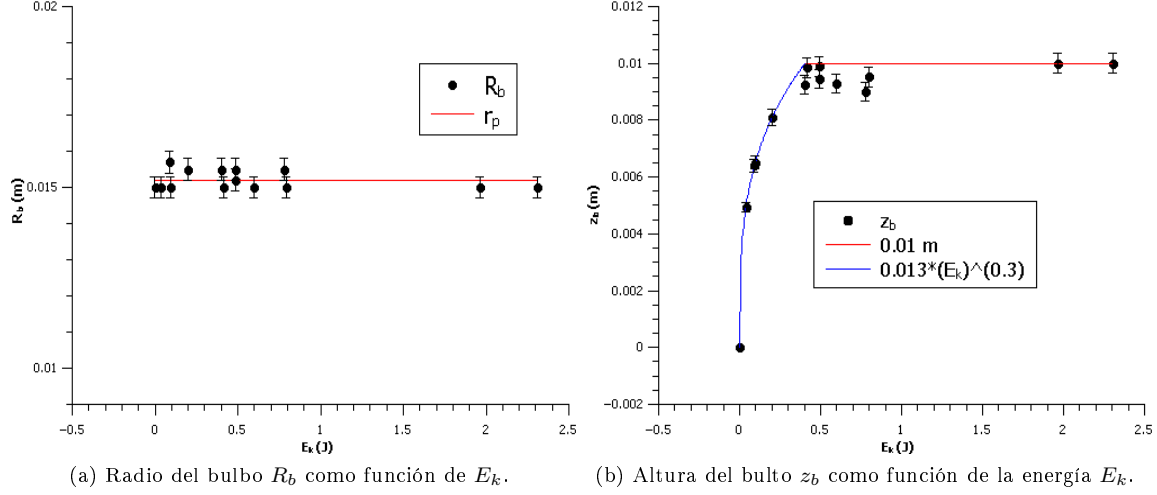 0.02
0.015
0.01
R_b (m)
R_b
r_p
−0.5 0 0.5 1 1.5 2 2.5
E_k (J)
(a) Radio del bulbo R_b como función de E_k.
0.012
0.01
0.008
0.006
0.004
0.002
0
−0.002
z_b (m)
z_b
0.01 m
0.013*(E_k)^(0.3)
−0.5 0 0.5 1 1.5 2 2.5
E_k (J)
(b) Altura del bulto z_b como función de la energía E_k.